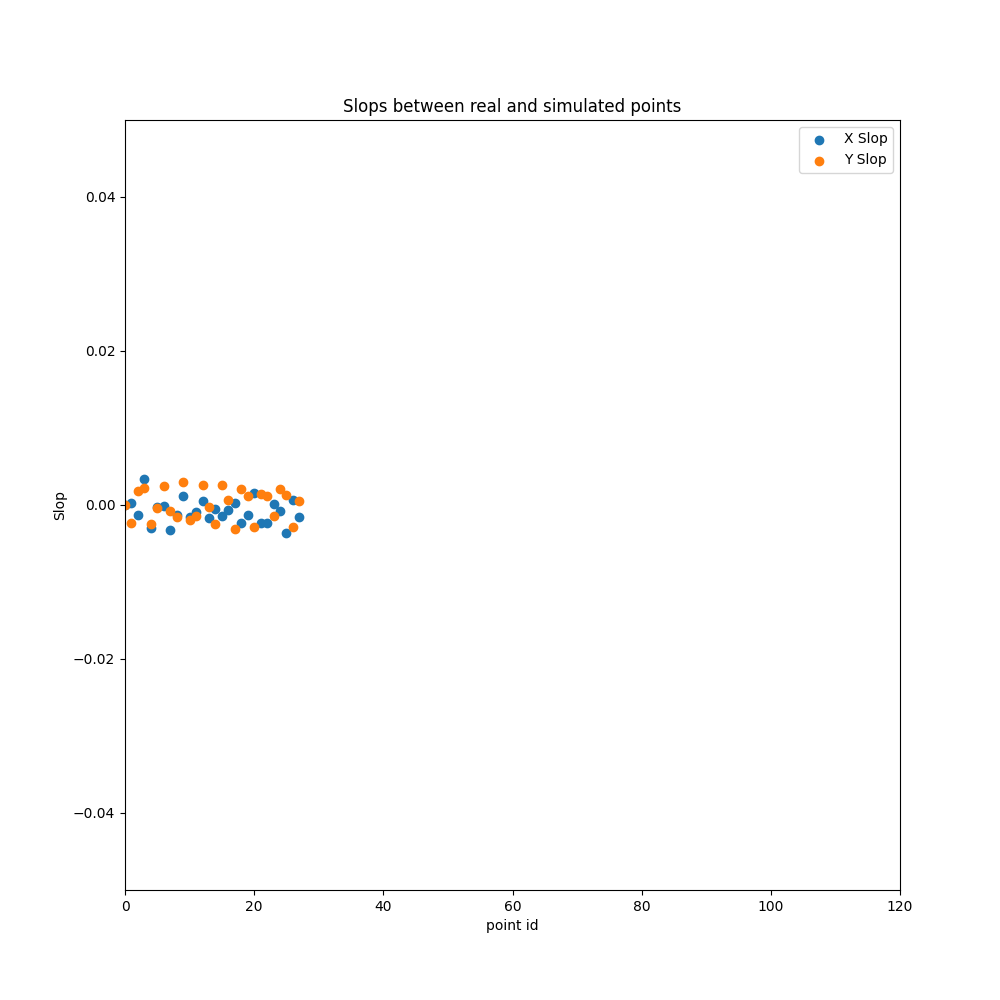 Slops between real and simulated points
X Slop
Y Slop
0.04
0.02
0.00
−0.02
−0.04
Slop
0 20 40 60 80 100 120
point id